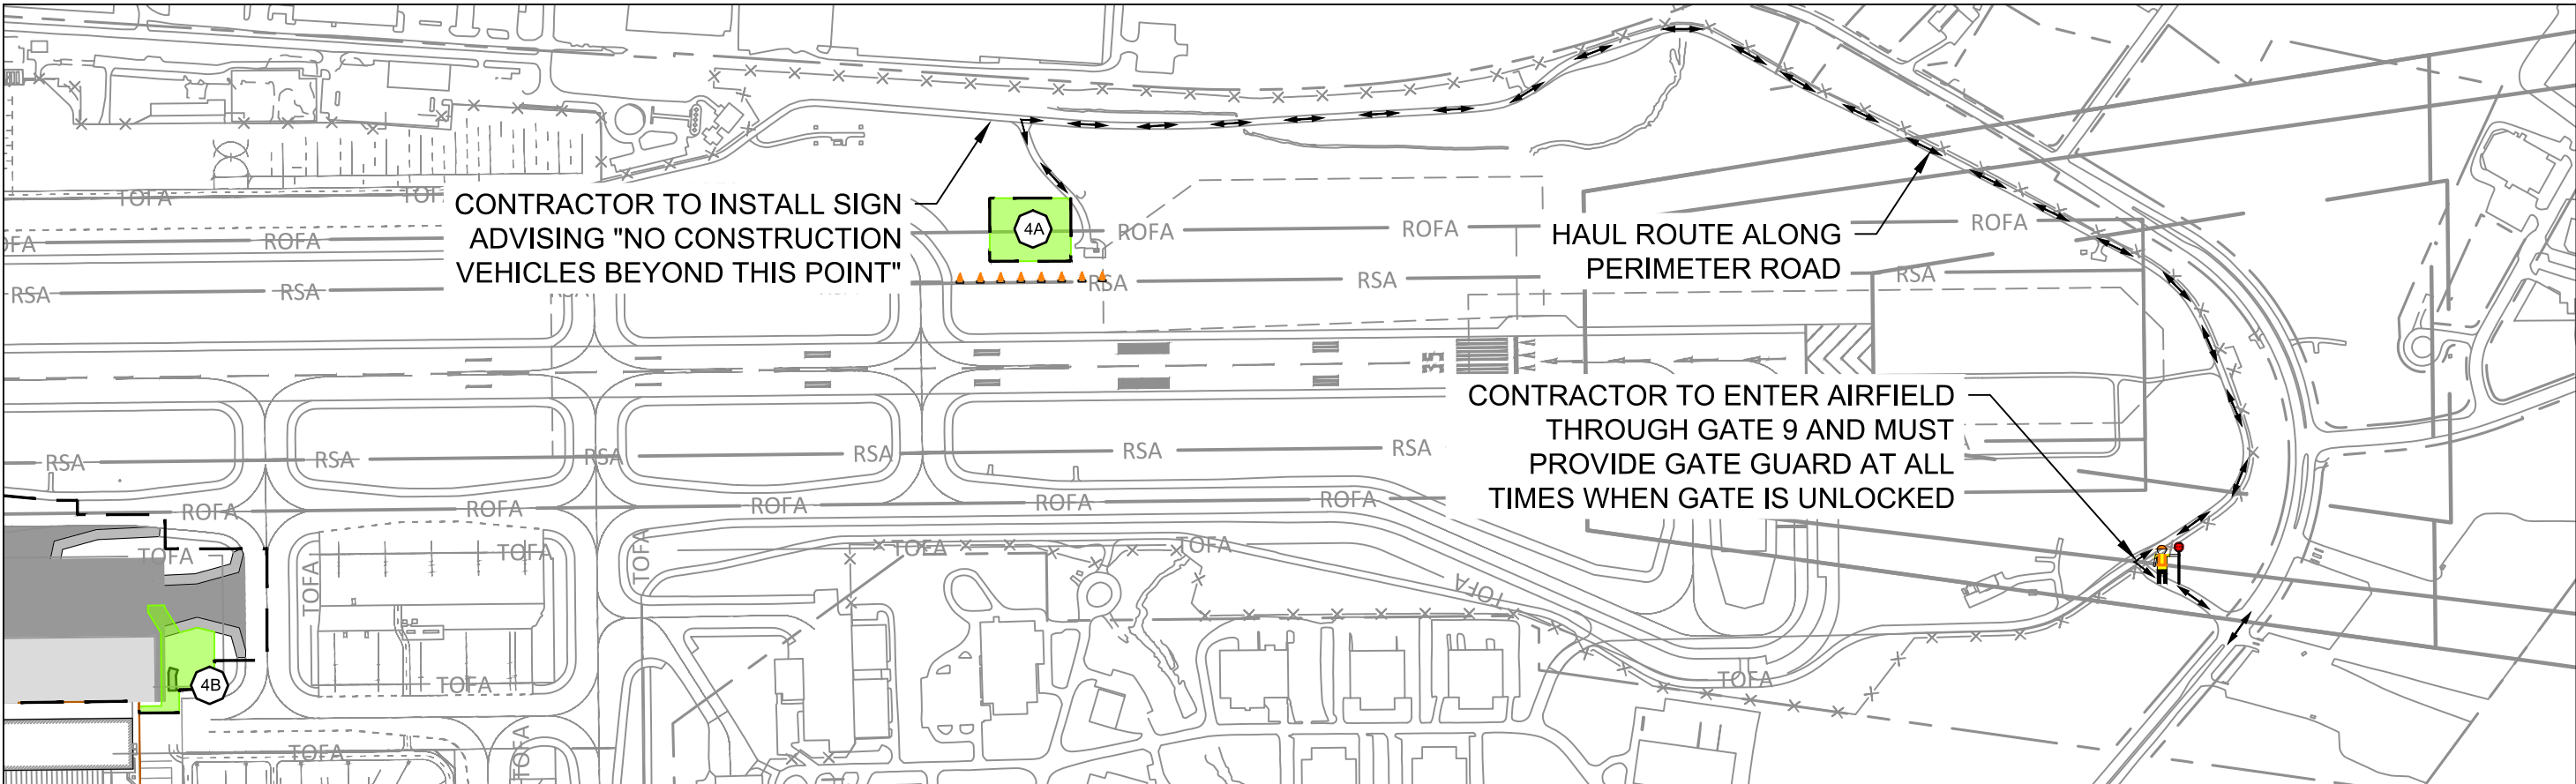 CONTRACTOR TO INSTALL SIGN
ADVISING "NO CONSTRUCTION
VEHICLES BEYOND THIS POINT"
4A
HAUL ROUTE ALONG
PERIMETER ROAD
CONTRACTOR TO ENTER AIRFIELD
THROUGH GATE 9 AND MUST
PROVIDE GATE GUARD AT ALL
TIMES WHEN GATE IS UNLOCKED
4B
TOFA
ROFA
ROFA
ROFA
ROFA
RSA
RSA
RSA
RSA
RSA
35
RSA
RSA
RSA
RSA
RSA
RSA
ROFA
ROFA
ROFA
ROFA
ROFA
TOFA
TOFA
TOFA
TOFA
TOFA
TOFA
TOFA
TOFA
TOFA
TOFA
TOFA